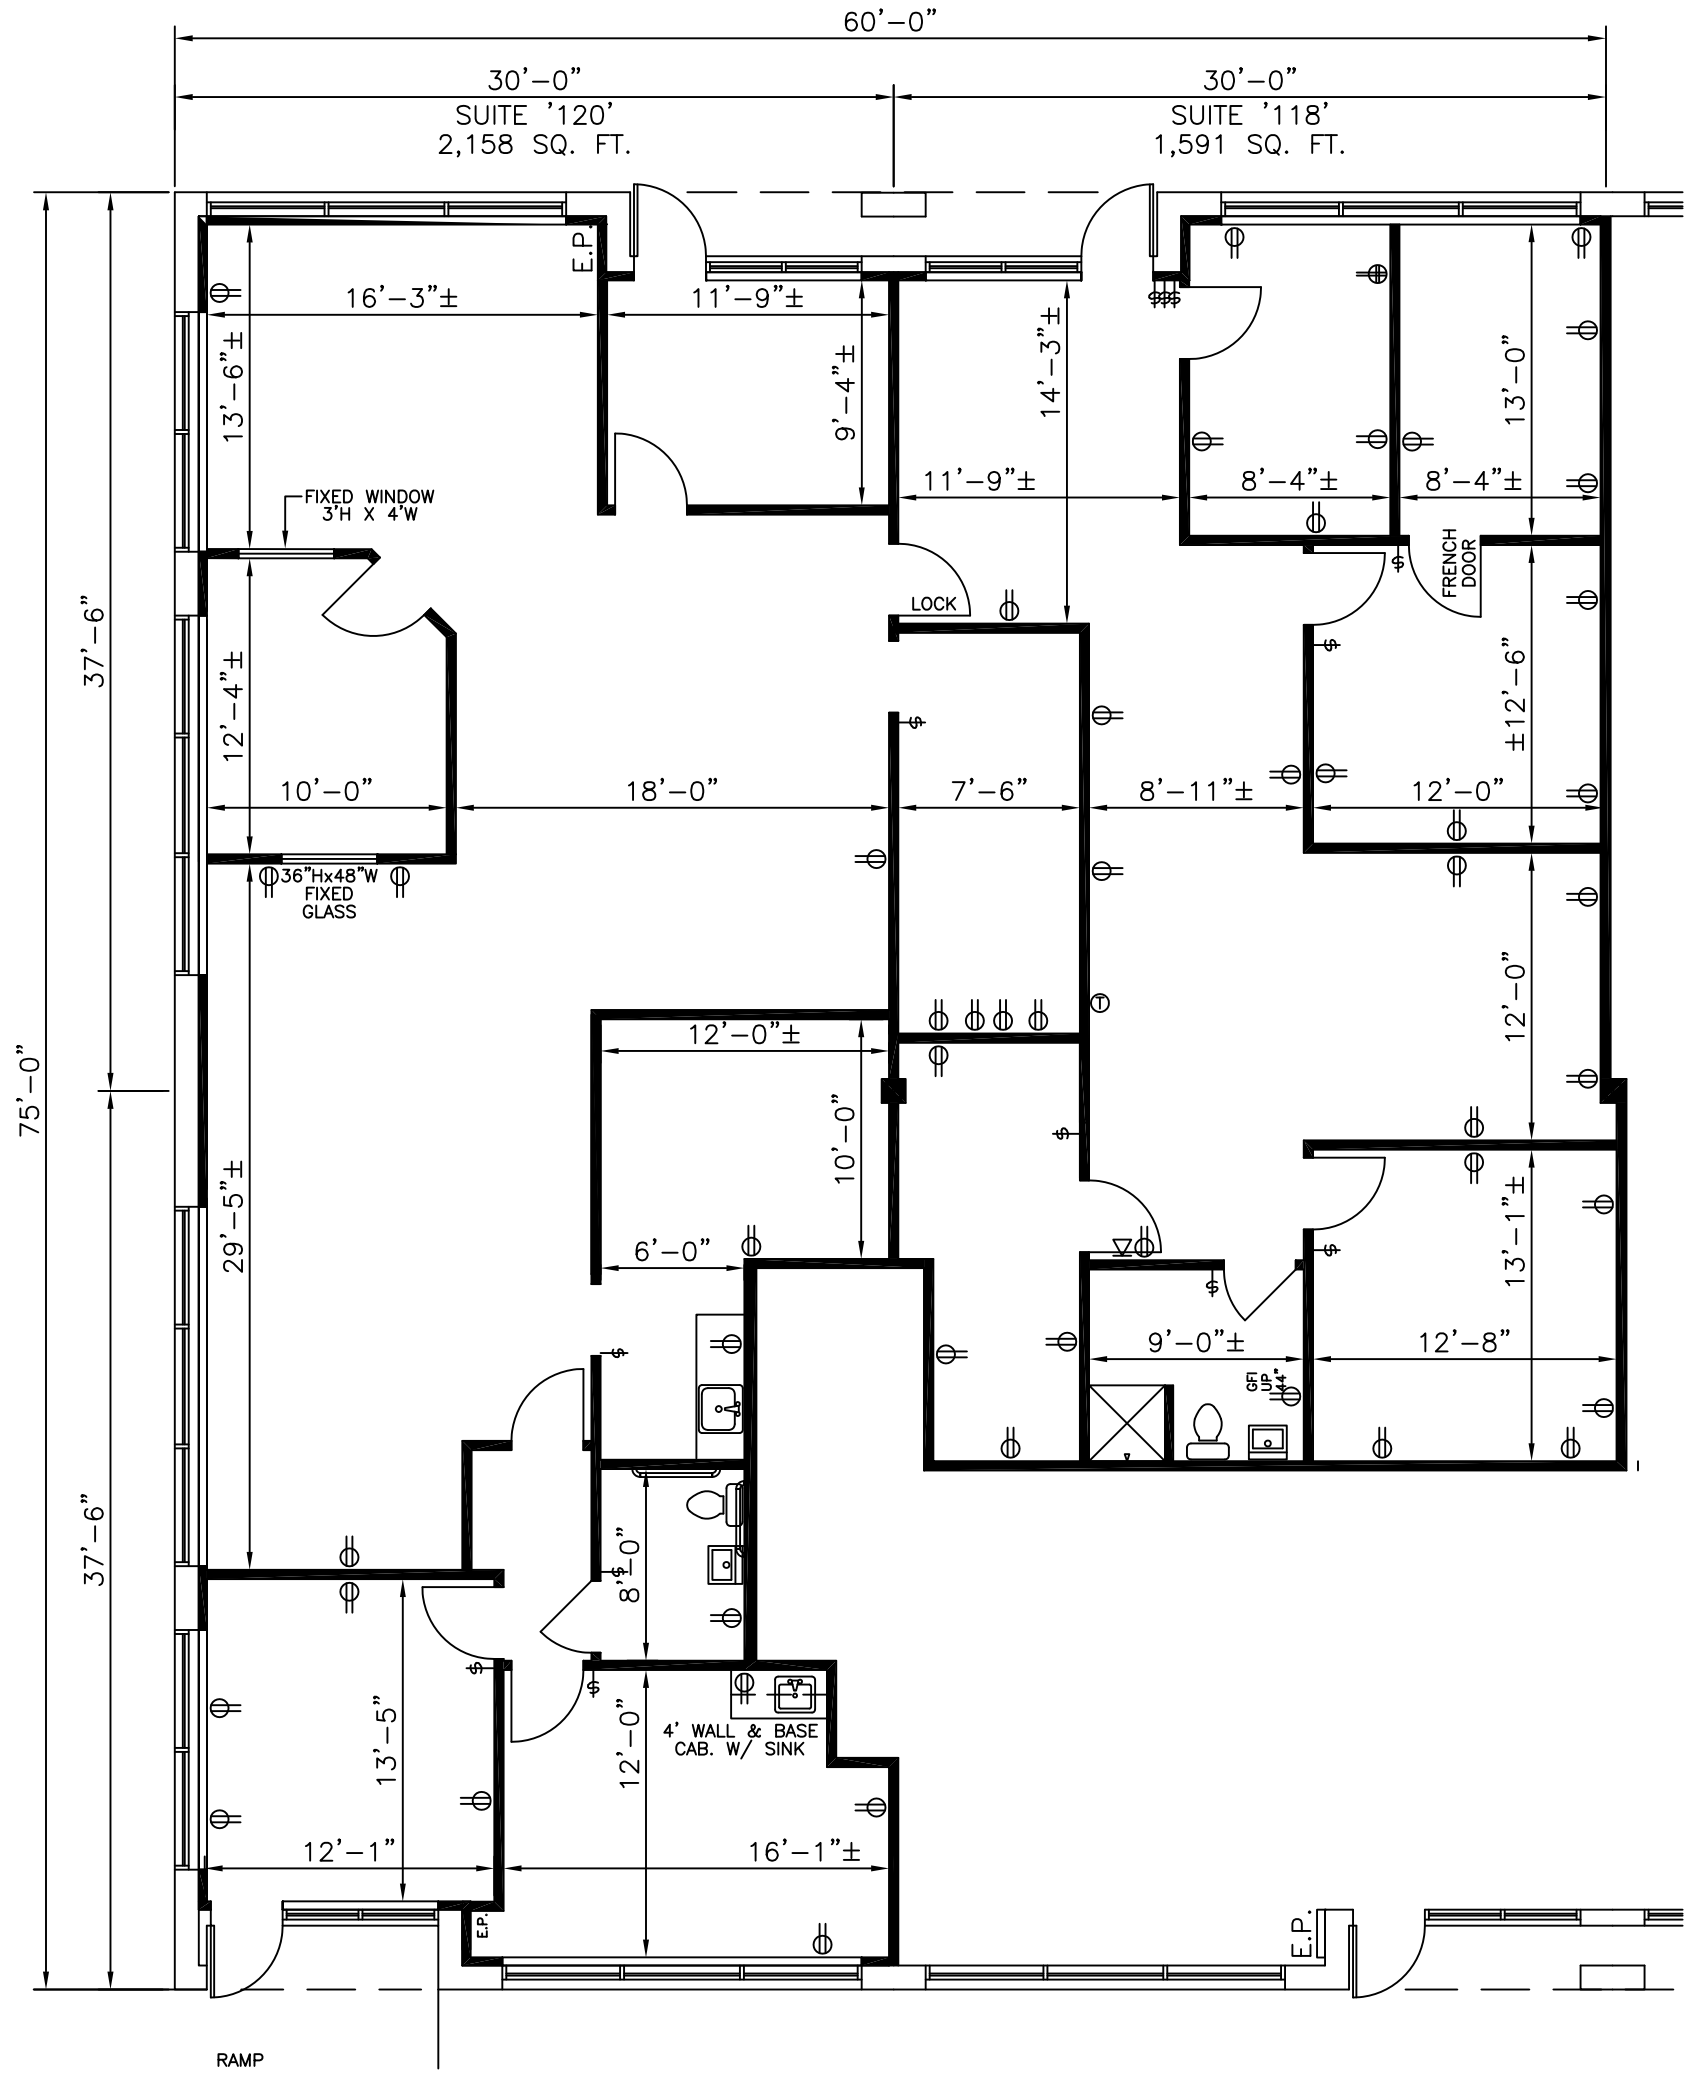 60'-0"
30'-0"
30'-0"
SUITE '120'
SUITE '118'
2,158 SQ. FT.
1,591 SQ. FT.
E.P.
16'-3"±
11'-9"±
$$$
13'-6"±
9'-4"±
14'-3"±
13'-0"
11'-9"±
8'-4"±
8'-4"±
FIXED WINDOW
3'H X 4'W
FRENCH
DOOR
$
LOCK
37'-6"
12'-4"±
$
±12'-6"
$
10'-0"
18'-0"
7'-6"
8'-11"±
12'-0"
36"Hx48"W
FIXED
GLASS
T
12'-0"
12'-0"±
75'-0"
10'-0"
$
29'-5"±
13'-1"±
6'-0"
$
$
9'-0"±
12'-8"
$
GFI
UP
44"
37'-6"
8'-0"
$
$
$
13'-5"
12'-0"
4' WALL & BASE
CAB. W/ SINK
12'-1"
16'-1"±
E.P.
E.P.
RAMP